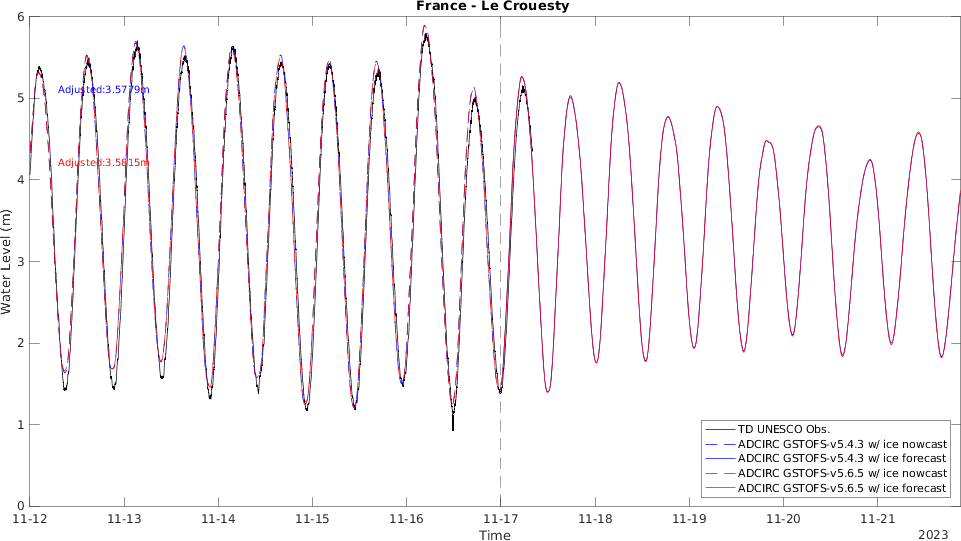 France - Le Crouesty
6
5
4
3
2
1
0
Water Level (m)
Adjusted:3.5779m
Adjusted:3.5815m
TD UNESCO Obs.
ADCIRC GSTOFS-v5.4.3 w/ ice nowcast
ADCIRC GSTOFS-v5.4.3 w/ ice forecast
ADCIRC GSTOFS-v5.6.5 w/ ice nowcast
ADCIRC GSTOFS-v5.6.5 w/ ice forecast
11-12 11-13 11-14 11-15 11-16 11-17 11-18 11-19 11-20 11-21
Time
2023